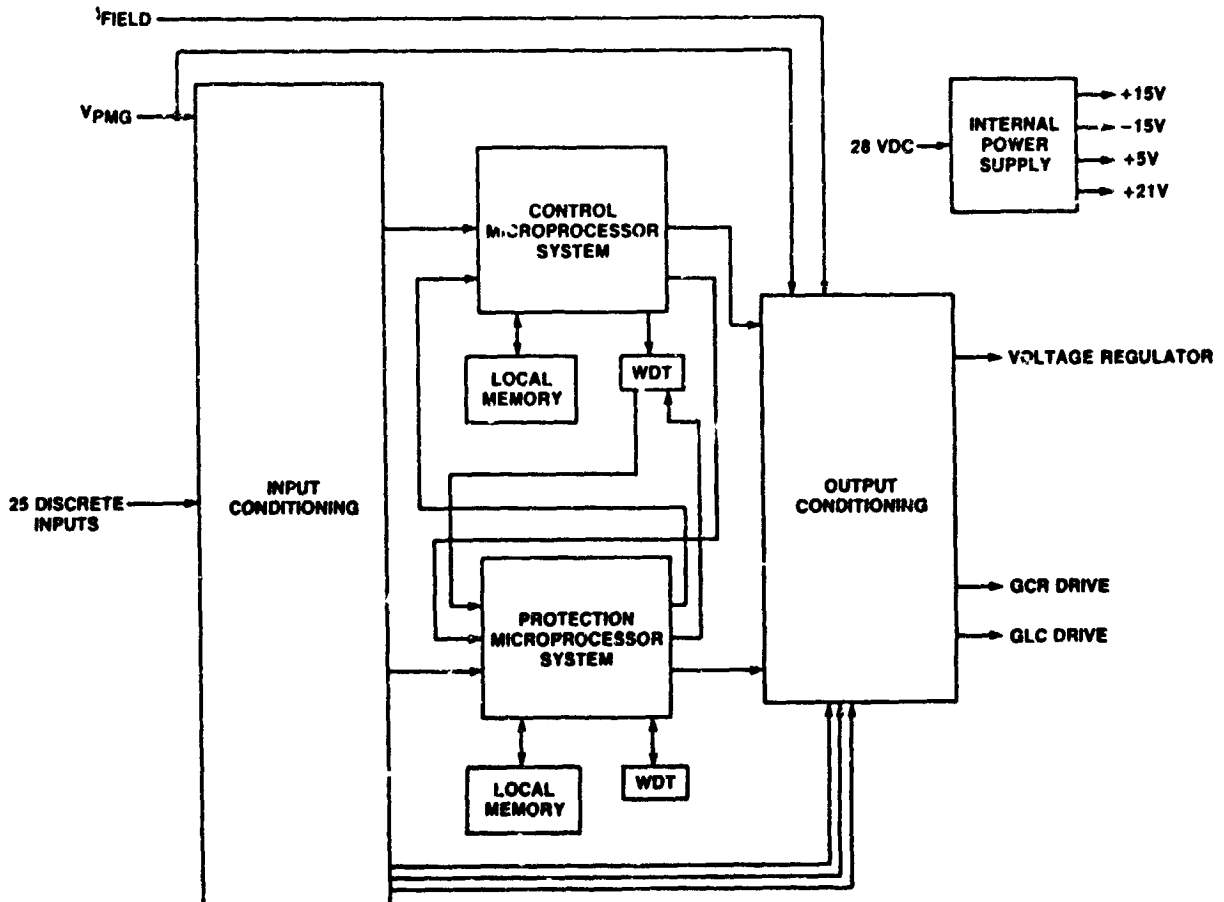 FIELD
VPMG
25 DISCRETE
INPUTS
INPUT
CONDITIONING
CONTROL
MICROPROCESSOR
SYSTEM
LOCAL
MEMORY
WDT
PROTECTION
MICROPROCESSOR
SYSTEM
LOCAL
MEMORY
WDT
28 VDC
INTERNAL
POWER
SUPPLY
+15V
-15V
+5V
+21V
OUTPUT
CONDITIONING
VOLTAGE REGULATOR
GCR DRIVE
GLC DRIVE